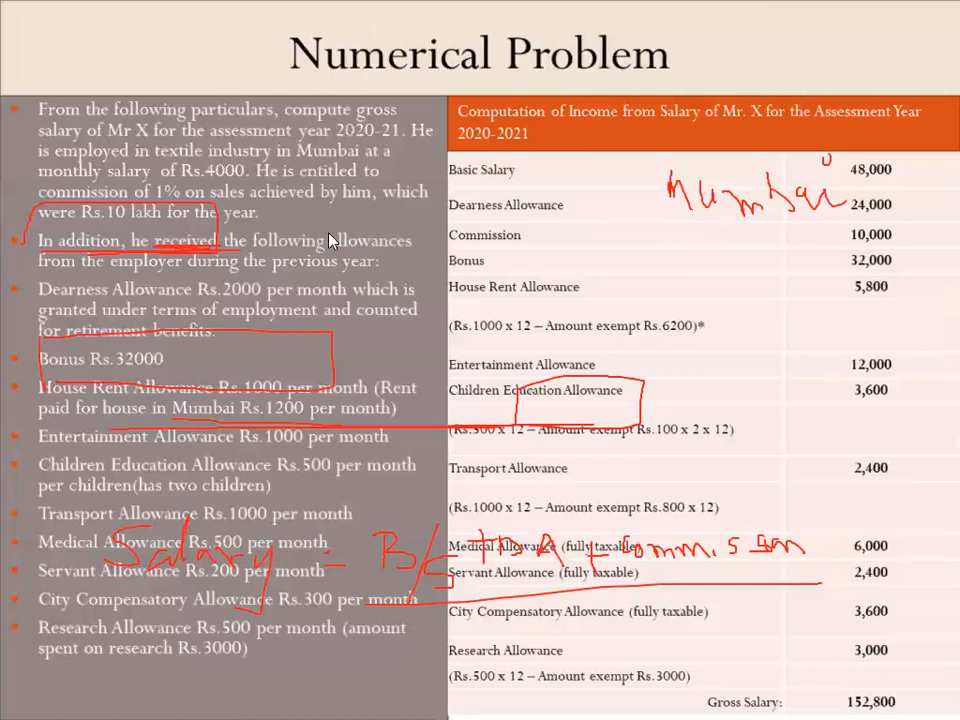 Numerical Problem
From the following particulars, compute gross
salary of Mr X for the assessment year 2020-21. He
is employed in textile industry in Mumbai at a
monthly salary of Rs.4000. He is entitled to
commission of 1% on sales achieved by him, which
were Rs.10 lakh for the year.
In addition, he received the following allowances
from the employer during the previous year:
Dearness Allowance Rs.2000 per month which is
granted under terms of employment and counted
for retirement benefits.
Bonus Rs.32000
House Rent Allowance Rs.1000 per month (Rent
paid for house in Mumbai Rs.1200 per month)
Entertainment Allowance Rs.1000 per month
Children Education Allowance Rs.500 per month
per children(has two children)
Transport Allowance Rs.1000 per month
Medical Allowance Rs.500 per month
Servant Allowance Rs.200 per month
City Compensatory Allowance Rs.300 per month
Research Allowance Rs.500 per month (amount
spent on research Rs.3000)
Computation of Income from Salary of Mr. X for the Assessment Year
2020-2021
Basic Salary 48,000
Mumbai
Dearness Allowance 24,000
Commission 10,000
Bonus 32,000
House Rent Allowance 5,800
(Rs.1000 x 12 – Amount exempt Rs.6200)*
Entertainment Allowance 12,000
Children Education Allowance 3,600
(Rs.500 x 12 – Amount exempt Rs.100 x 2 x 12)
Transport Allowance 2,400
(Rs.1000 x 12 – Amount exempt Rs.800 x 12)
Medical Allowance (fully taxable) 6,000
Servant Allowance (fully taxable) 2,400
City Compensatory Allowance (fully taxable) 3,600
Research Allowance 3,000
(Rs.500 x 12 – Amount exempt Rs.3000)
Gross Salary: 152,800
Salary = B/S + DA + Comm.